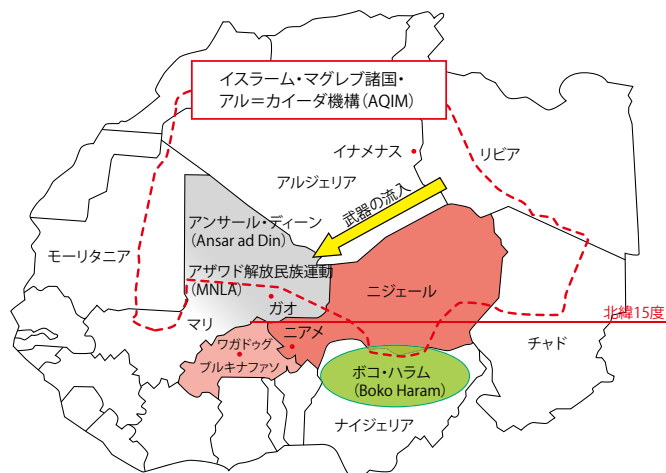 イスラーム・マグレブ諸国・
アル＝カイーダ機構（AQIM）
イナメナス
リビア
アルジェリア
武器の流入
アンサール・ディーン
（Ansar ad Din）
モーリタニア
アザワド解放民族運動
（MNLA）
ガオ
ニジェール
北緯15度
マリ
ニアメ
ワガドゥグ
ブルキナファソ
チャド
ボコ・ハラム
（Boko Haram）
ナイジェリア